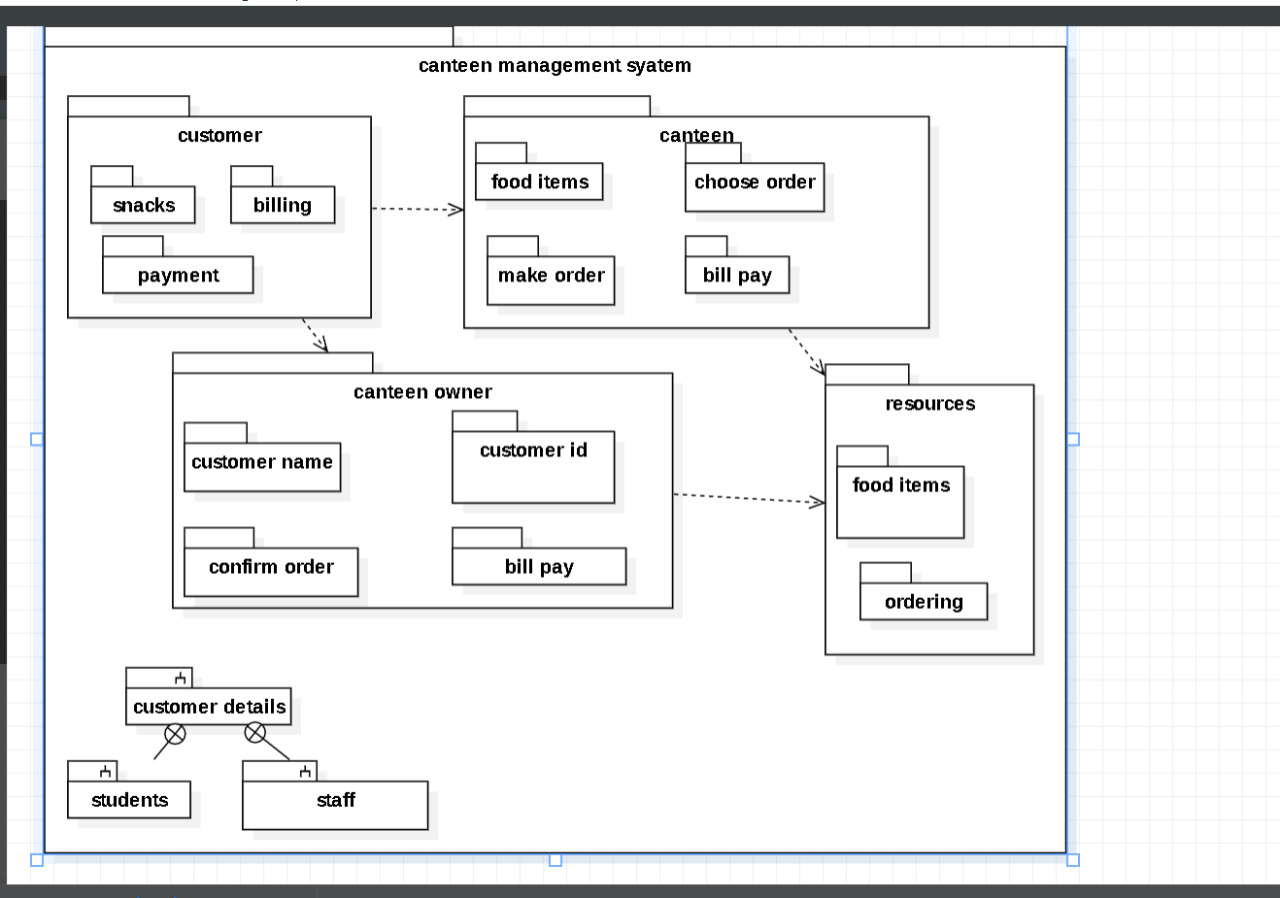 canteen management syatem
customer
snacks
billing
payment
canteen
food items
choose order
make order
bill pay
canteen owner
customer name
customer id
confirm order
bill pay
resources
food items
ordering
customer details
students
staff